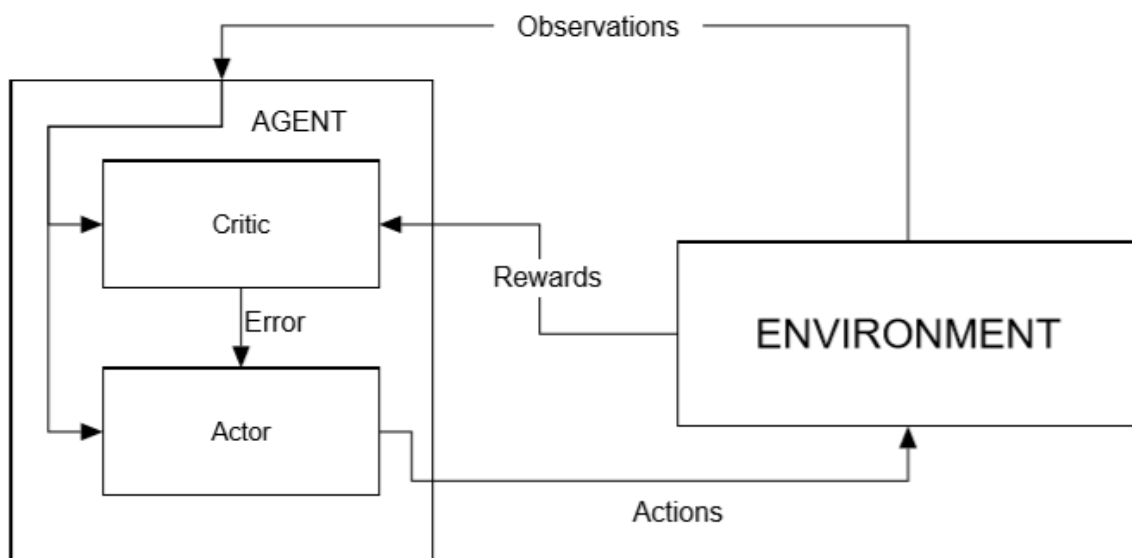 Observations
AGENT
Critic
Rewards
Error
ENVIRONMENT
Actor
Actions